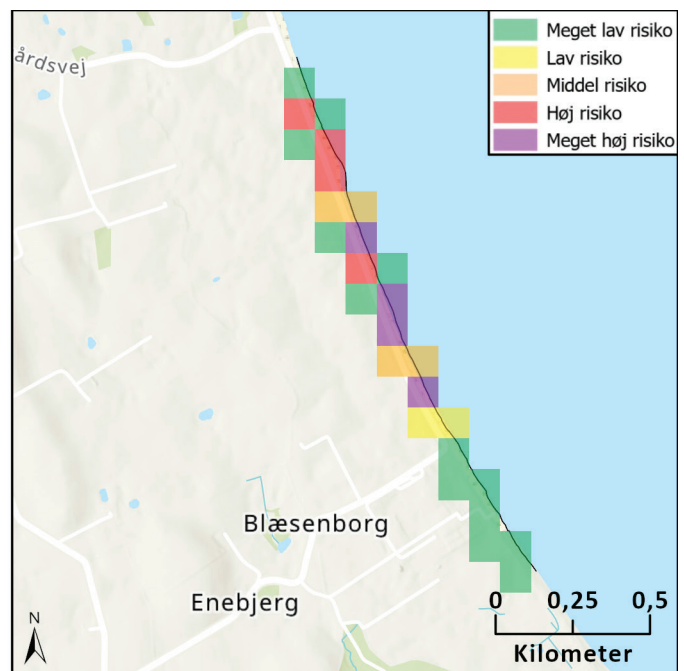 årdsvej
Meget lav risiko
Lav risiko
Middel risiko
Høj risiko
Meget høj risiko
Blæsenborg
Enebjerg
N
0 0,25 0,5
Kilometer